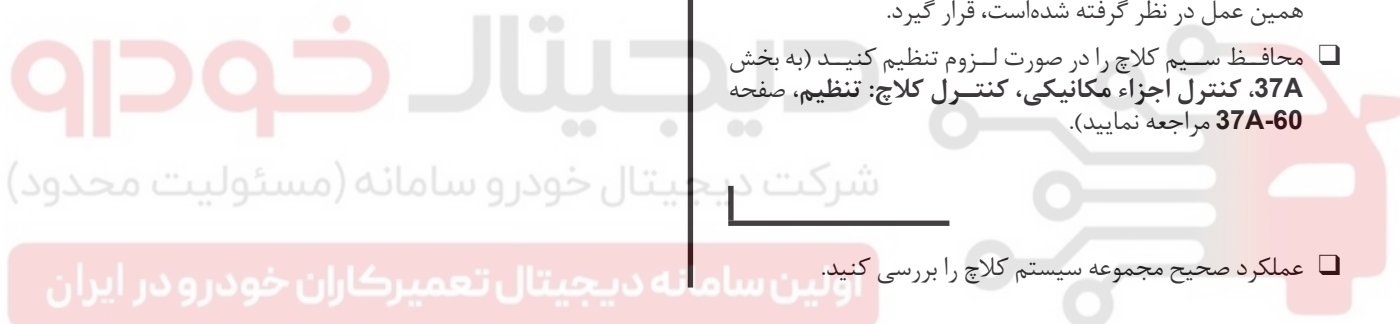 همین عمل در نظر گرفته شده‌است، قرار گیرد.
❑ محافظ سیم کلاچ را در صورت لزوم تنظیم کنید (به بخش
37A، کنترل اجزاء مکانیکی، کنترل کلاچ: تنظیم، صفحه
37A-60 مراجعه نمایید).
❑ عملکرد صحیح مجموعه سیستم کلاچ را بررسی کنید.
دیجیتال خودرو
شرکت دیجیتال خودرو سامانه (مسئولیت محدود)
اولین سامانه دیجیتال تعمیرکاران خودرو در ایران